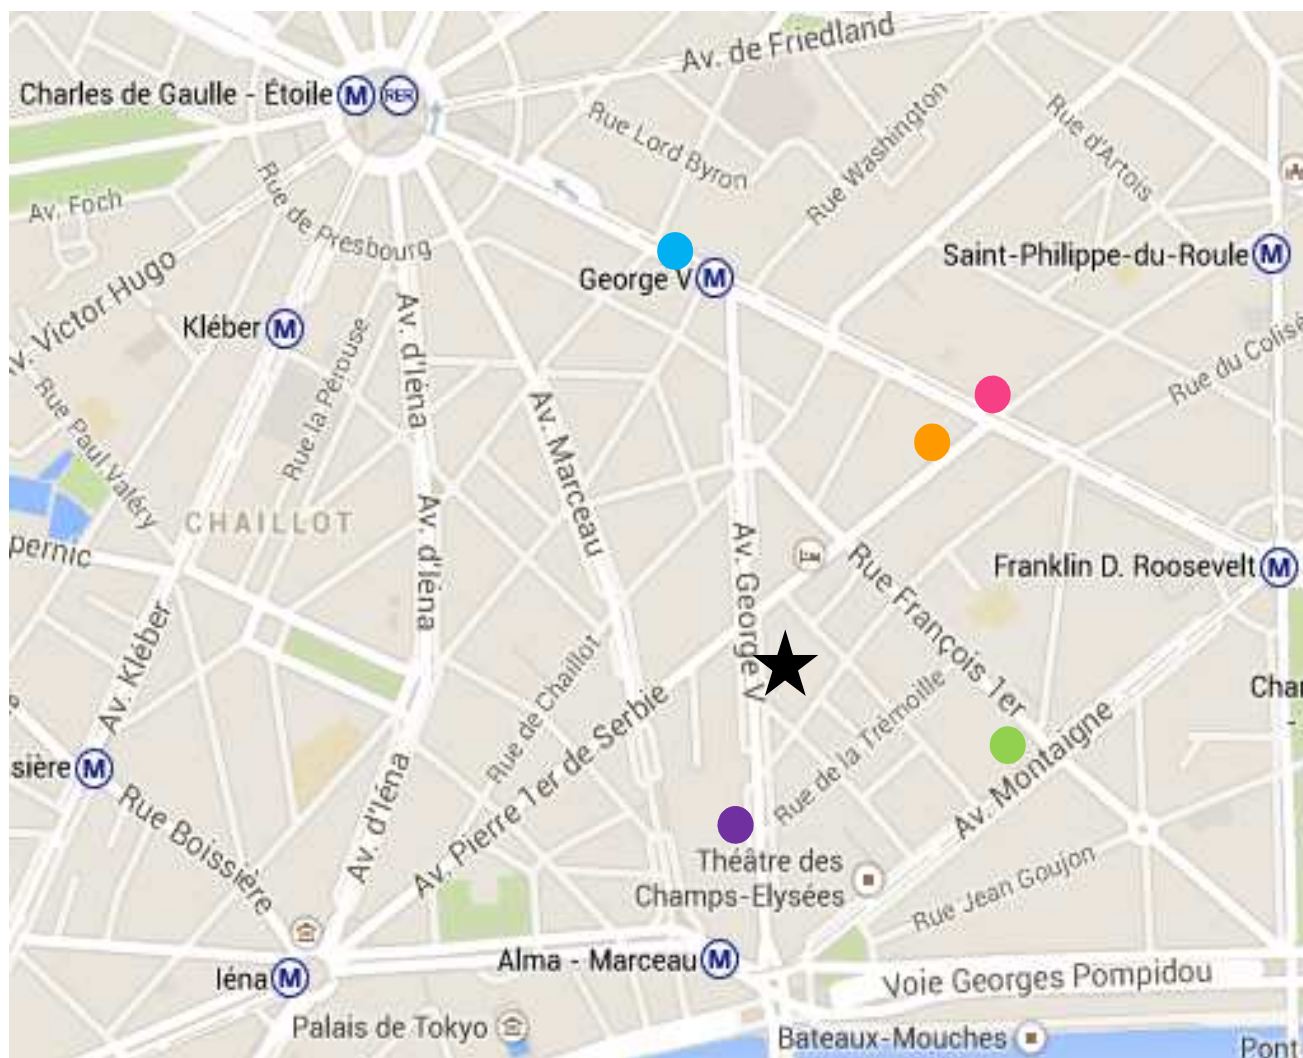 Av. de Friedland
Charles de Gaulle - Étoile M RER
Rue Lord Byron
Rue Washington
Rue d'Artois
Av. Foch
Rue de Presbourg
Saint-Philippe-du-Roule M
George V M
Av. Victor Hugo
Kléber M
Av. d'Iéna
Rue la Pérouse
Rue du Colisé
Rue Paul Valéry
Av. Marceau
CHAILLOT
Av. d'Iéna
pernic
Av. George V
Rue François 1er
Franklin D. Roosevelt M
Av. Kléber
Rue de Chaillot
Av. Pierre 1er de Serbie
Rue de la Trémoille
Av. Montaigne
Char
-
sière M
Rue Boissière
Av. d'Iéna
Théâtre des
Champs-Elysées
Rue Jean Goujon
Alma - Marceau M
Iéna M
Voie Georges Pompidou
Palais de Tokyo
Bateaux-Mouches
Pont